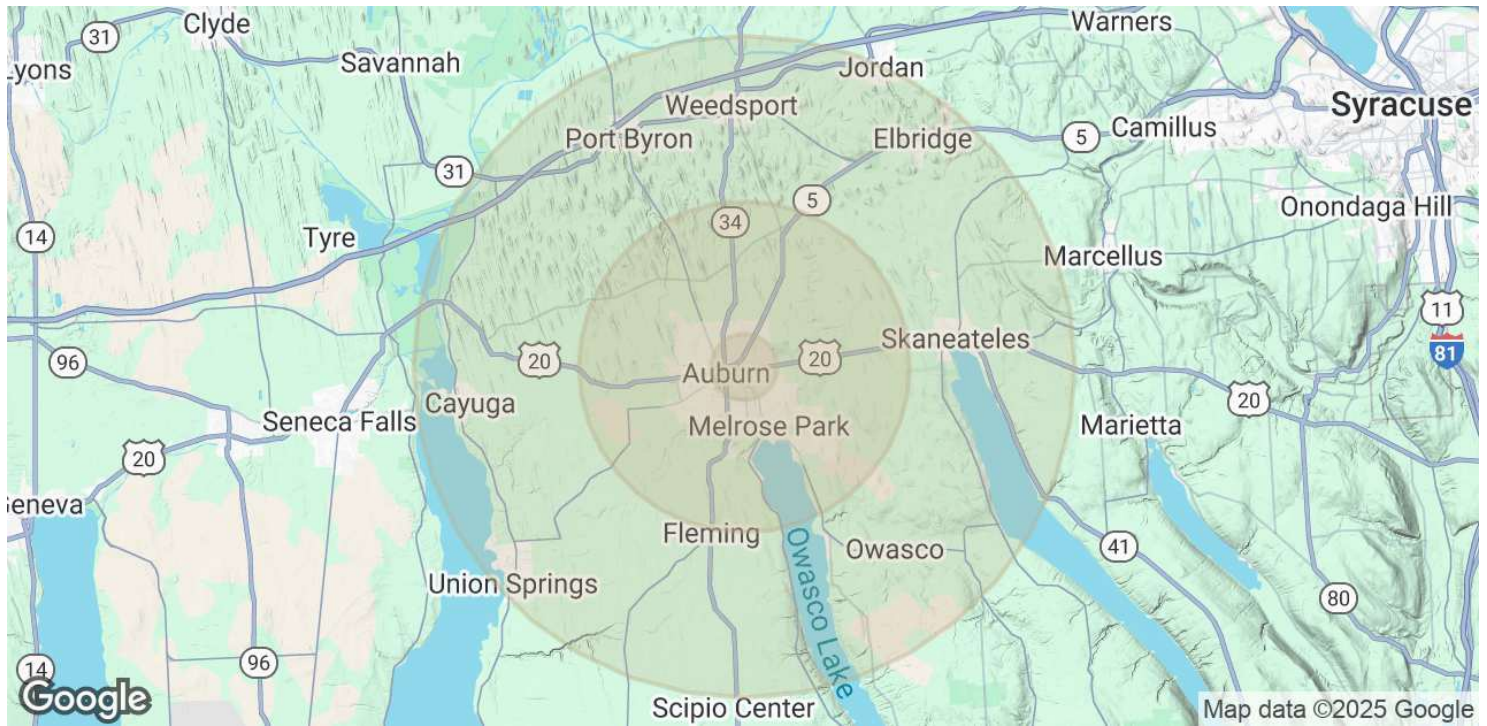 Clyde
Warners
31
Lyons
Savannah
Jordan
Weedsport
Syracuse
Port Byron
Elbridge
5
Camillus
31
5
34
Onondaga Hill
14
Tyre
Marcellus
11
81
96
20
20
Skaneateles
Auburn
20
Cayuga
Seneca Falls
Melrose Park
Marietta
20
Geneva
Fleming
Owasco
41
Owasco Lake
Union Springs
80
96
14
Google
Scipio Center
Map data ©2025 Google